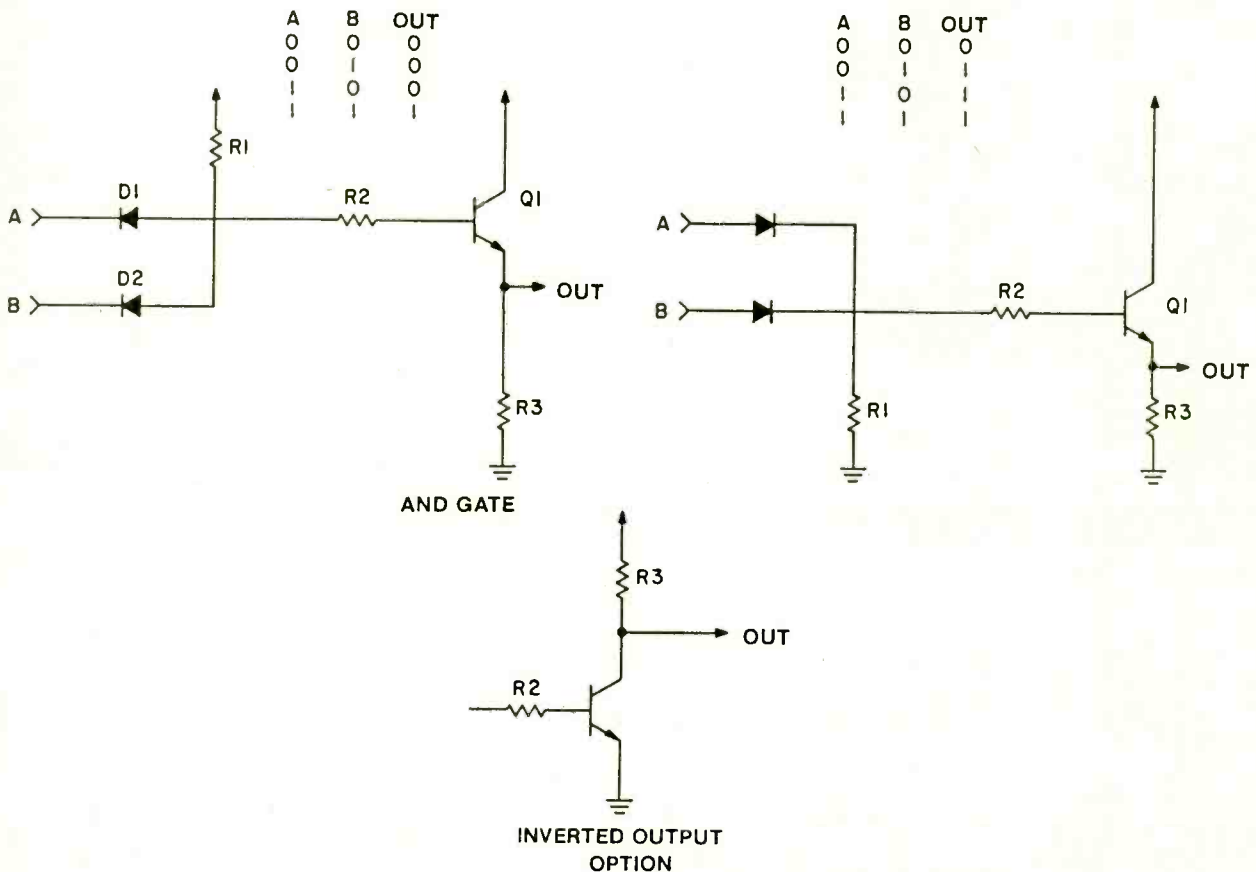 A B OUT
0 0 0
0 1 0
1 0 0
1 1 1
R1
D1
A
R2
Q1
D2
B
OUT
R3
AND GATE
A B OUT
0 0 0
0 1 1
1 0 1
1 1 1
A
B
R2
Q1
OUT
R1
R3
R3
OUT
R2
INVERTED OUTPUT
OPTION